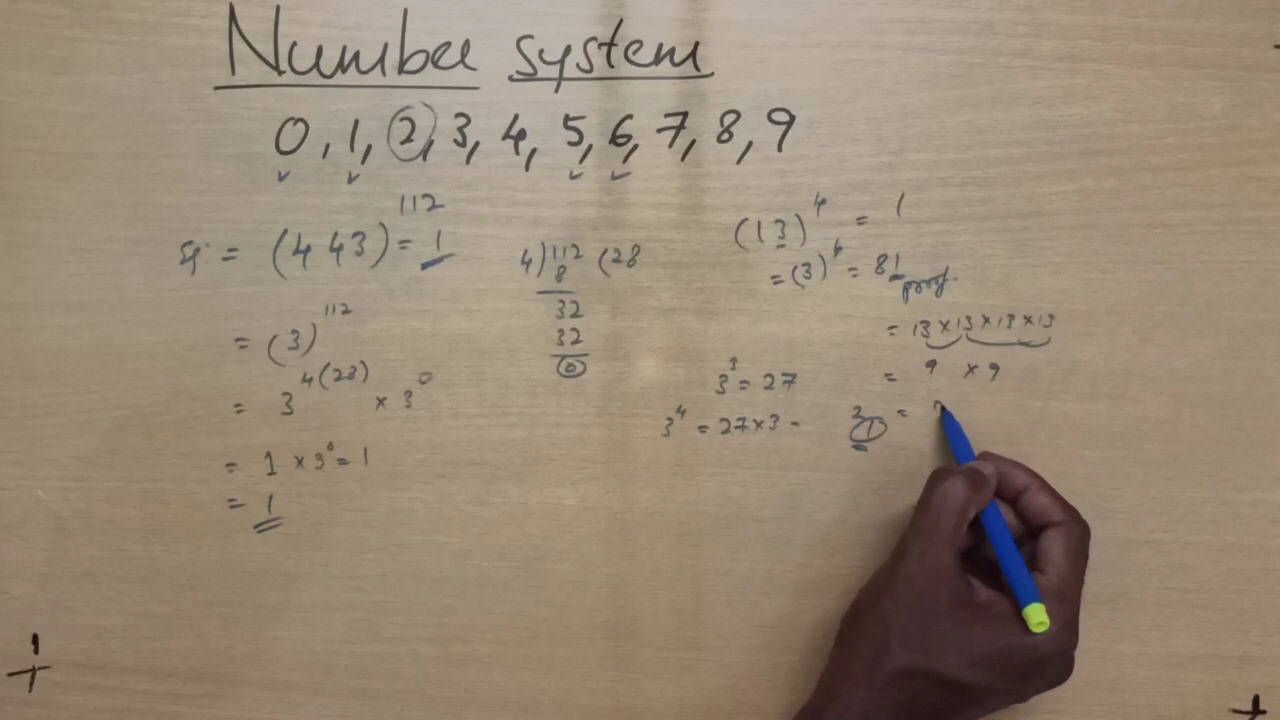 Number system
0, 1, 2, 3, 4, 5, 6, 7, 8, 9
= (443)^112 = 1
= (3)^112
= 3^4(28) × 3^0
= 1 × 3^0 = 1
= 1
4)112(28
8
32
32
0
(13)^4 = 1
= (3)^4 = 81
proof.
= 13 × 13 × 13 × 13
= 9 × 9
3^3 = 27
3^4 = 27 × 3 -
=